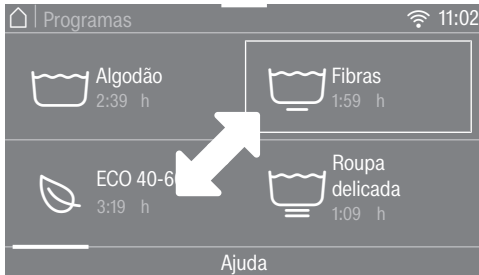 Programas
11:02
Algodão
2:39 h
Fibras
1:59 h
ECO 40-6
3:19 h
Roupa
delicada
1:09 h
Ajuda